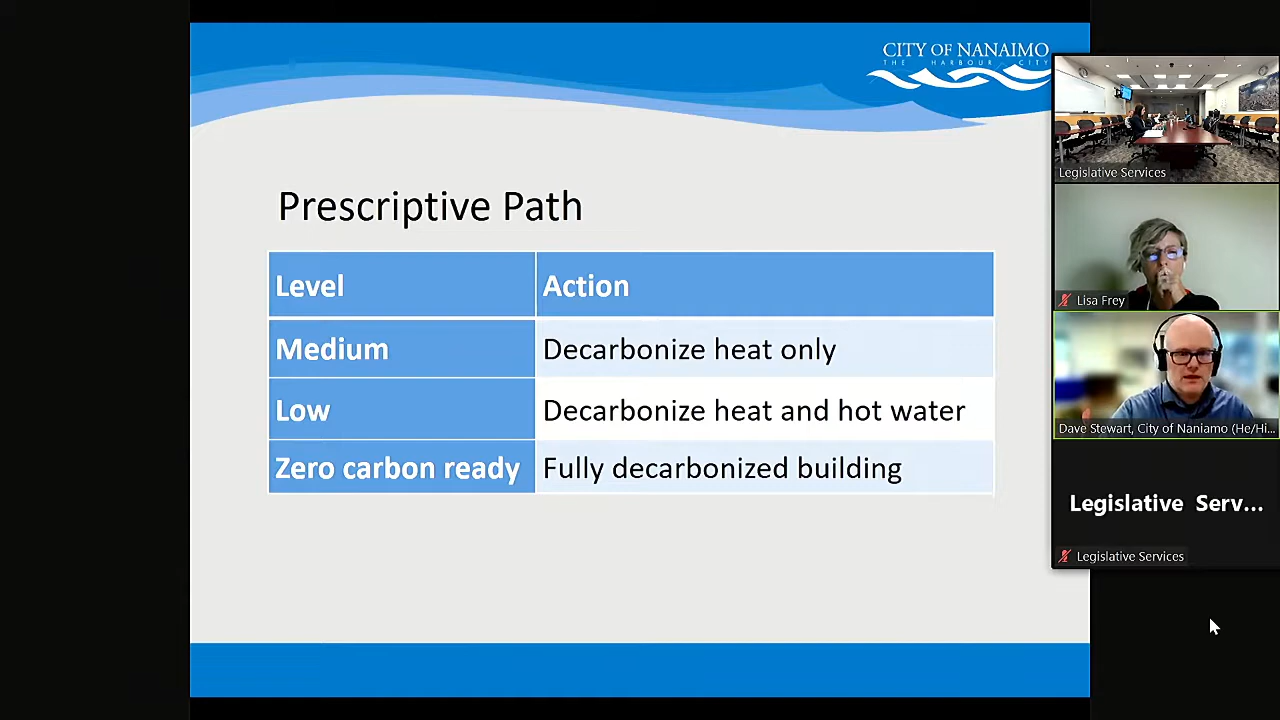 CITY OF NANAIMO
THE HARBOUR CITY
Prescriptive Path
Level Action
Medium Decarbonize heat only
Low Decarbonize heat and hot water
Zero carbon ready Fully decarbonized building
Legislative Services
Lisa Frey
Dave Stewart, City of Naniamo (He/Hi...
Legislative Serv...
Legislative Services